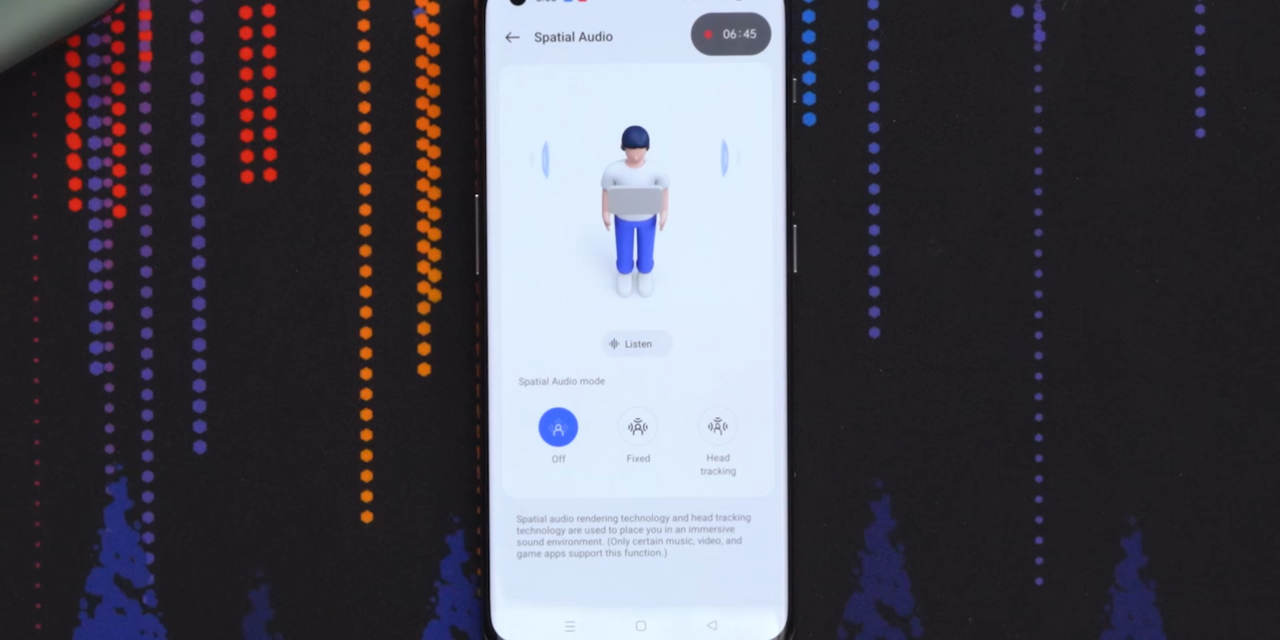 Spatial Audio
06:45
Listen
Spatial Audio mode
Off
Fixed
Head
tracking
Spatial audio rendering technology and head tracking
technology are used to place you in an immersive
sound environment. (Only certain music, video, and
game apps support this function.)